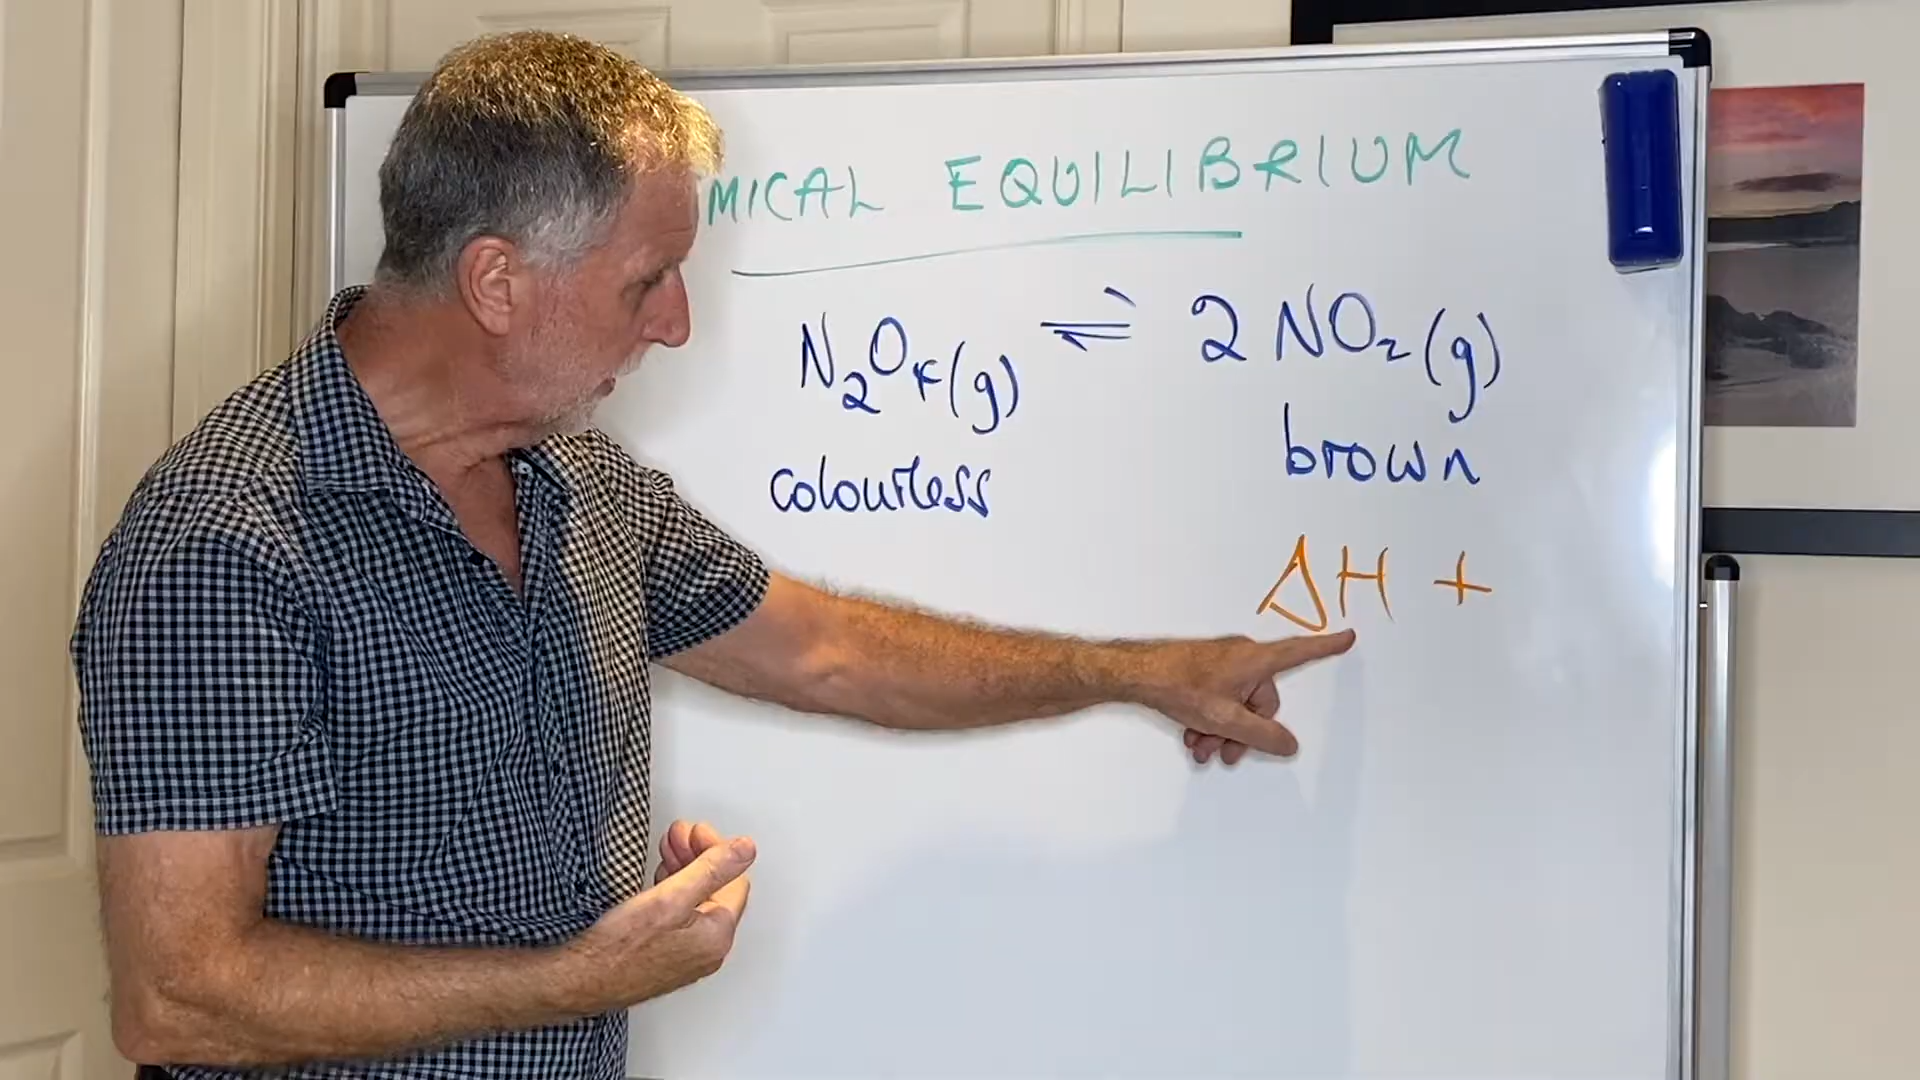 MICAL EQUILIBRIUM
N₂O₄(g) ⇌ 2 NO₂(g)
colourless brown
ΔH +